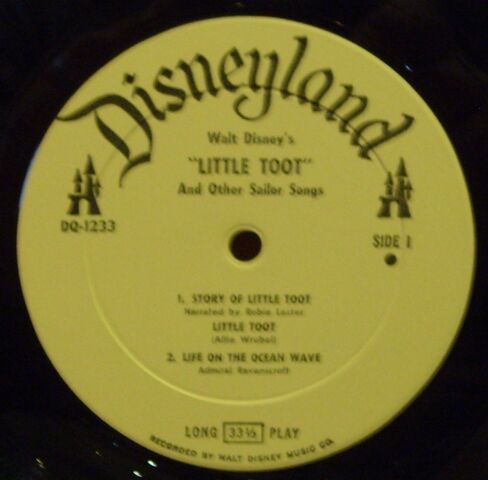 Disneyland
Walt Disney's
"LITTLE TOOT"
And Other Sailor Songs
DQ-1233
SIDE 1
1. STORY OF LITTLE TOOT
Narrated by Robie Lester
LITTLE TOOT
(Allie Wrubel)
2. LIFE ON THE OCEAN WAVE
Admiral Ravenscroft
LONG 33⅓ PLAY
RECORDED BY WALT DISNEY MUSIC CO.